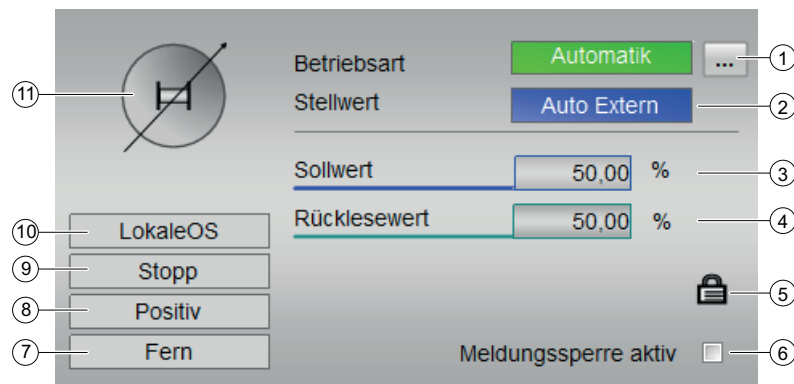 Betriebsart Automatik ... 1
Stellwert Auto Extern 2
11
Sollwert 50,00 % 3
Rücklesewert 50,00 % 4
10 LokaleOS
9 Stopp
5
8 Positiv
7 Fern
Meldungssperre aktiv 6